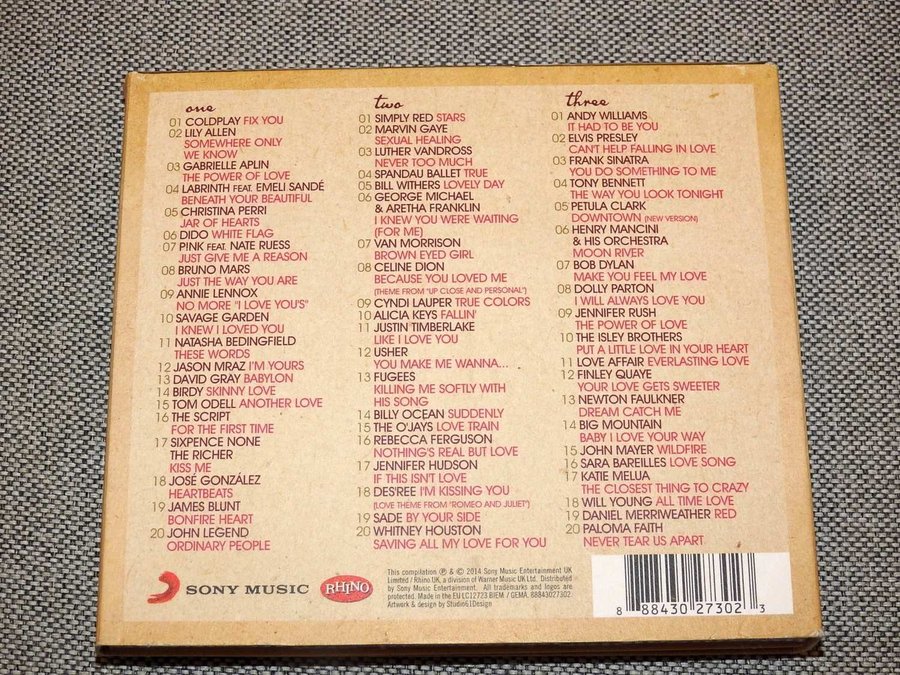 one
01 COLDPLAY FIX YOU
02 LILY ALLEN
SOMEWHERE ONLY
WE KNOW
03 GABRIELLE APLIN
THE POWER OF LOVE
04 LABRINTH FEAT. EMELI SANDÉ
BENEATH YOUR BEAUTIFUL
05 CHRISTINA PERRI
JAR OF HEARTS
06 DIDO WHITE FLAG
07 PINK FEAT. NATE RUESS
JUST GIVE ME A REASON
08 BRUNO MARS
JUST THE WAY YOU ARE
09 ANNIE LENNOX
NO MORE "I LOVE YOU'S"
10 SAVAGE GARDEN
I KNEW I LOVED YOU
11 NATASHA BEDINGFIELD
THESE WORDS
12 JASON MRAZ I'M YOURS
13 DAVID GRAY BABYLON
14 BIRDY SKINNY LOVE
15 TOM ODELL ANOTHER LOVE
16 THE SCRIPT
FOR THE FIRST TIME
17 SIXPENCE NONE
THE RICHER
KISS ME
18 JOSÉ GONZÁLEZ
HEARTBEATS
19 JAMES BLUNT
BONFIRE HEART
20 JOHN LEGEND
ORDINARY PEOPLE
two
01 SIMPLY RED STARS
02 MARVIN GAYE
SEXUAL HEALING
03 LUTHER VANDROSS
NEVER TOO MUCH
04 SPANDAU BALLET TRUE
05 BILL WITHERS LOVELY DAY
06 GEORGE MICHAEL
& ARETHA FRANKLIN
I KNEW YOU WERE WAITING
(FOR ME)
07 VAN MORRISON
BROWN EYED GIRL
08 CELINE DION
BECAUSE YOU LOVED ME
(THEME FROM "UP CLOSE AND PERSONAL")
09 CYNDI LAUPER TRUE COLORS
10 ALICIA KEYS FALLIN'
11 JUSTIN TIMBERLAKE
LIKE I LOVE YOU
12 USHER
YOU MAKE ME WANNA...
13 FUGEES
KILLING ME SOFTLY WITH
HIS SONG
14 BILLY OCEAN SUDDENLY
15 THE O'JAYS LOVE TRAIN
16 REBECCA FERGUSON
NOTHING'S REAL BUT LOVE
17 JENNIFER HUDSON
IF THIS ISN'T LOVE
18 DES'REE I'M KISSING YOU
(LOVE THEME FROM "ROMEO AND JULIET")
19 SADE BY YOUR SIDE
20 WHITNEY HOUSTON
SAVING ALL MY LOVE FOR YOU
three
01 ANDY WILLIAMS
IT HAD TO BE YOU
02 ELVIS PRESLEY
CAN'T HELP FALLING IN LOVE
03 FRANK SINATRA
YOU DO SOMETHING TO ME
04 TONY BENNETT
THE WAY YOU LOOK TONIGHT
05 PETULA CLARK
DOWNTOWN (NEW VERSION)
06 HENRY MANCINI
& HIS ORCHESTRA
MOON RIVER
07 BOB DYLAN
MAKE YOU FEEL MY LOVE
08 DOLLY PARTON
I WILL ALWAYS LOVE YOU
09 JENNIFER RUSH
THE POWER OF LOVE
10 THE ISLEY BROTHERS
PUT A LITTLE LOVE IN YOUR HEART
11 LOVE AFFAIR EVERLASTING LOVE
12 FINLEY QUAYE
YOUR LOVE GETS SWEETER
13 NEWTON FAULKNER
DREAM CATCH ME
14 BIG MOUNTAIN
BABY I LOVE YOUR WAY
15 JOHN MAYER WILDFIRE
16 SARA BAREILLES LOVE SONG
17 KATIE MELUA
THE CLOSEST THING TO CRAZY
18 WILL YOUNG ALL TIME LOVE
19 DANIEL MERRIWEATHER RED
20 PALOMA FAITH
NEVER TEAR US APART
SONY MUSIC
RHINO
This compilation ℗ & © 2014 Sony Music Entertainment UK
Limited / Rhino UK, a division of Warner Music UK Ltd. Distributed
by Sony Music Entertainment. All trademarks and logos are
protected. Made in the EU LC12723 BIEM / GEMA. 88843027302.
Artwork & design by Studio61Design
8 88430 27302 3